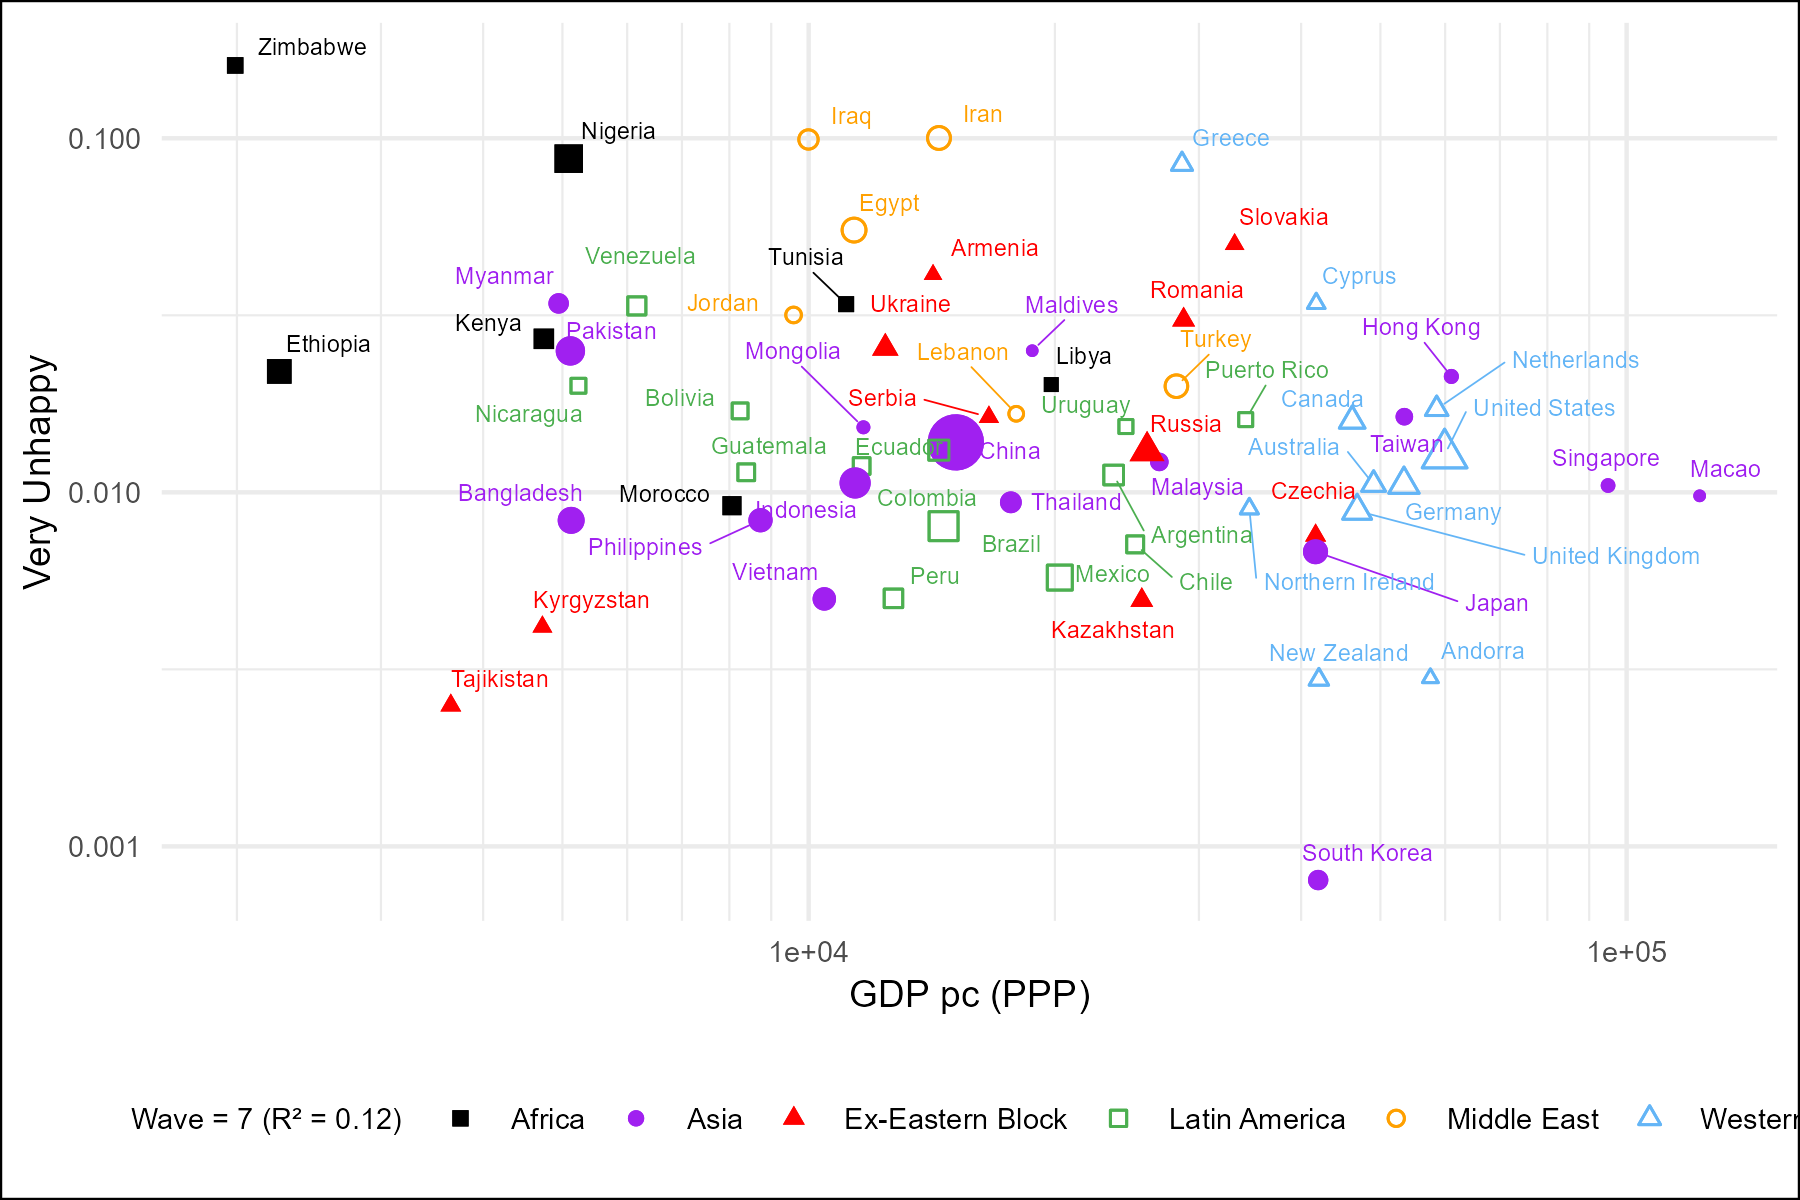 Zimbabwe
Iraq
Iran
Nigeria
Greece
0.100
Egypt
Slovakia
Armenia
Tunisia
Venezuela
Myanmar
Cyprus
Romania
Jordan
Ukraine
Maldives
Kenya
Pakistan
Hong Kong
Turkey
Ethiopia
Mongolia
Lebanon
Libya
Netherlands
Puerto Rico
Bolivia
Serbia
Canada
Uruguay
United States
Nicaragua
Russia
Guatemala
Ecuador
Taiwan
Australia
China
Singapore
Macao
Very Unhappy
0.010
Bangladesh
Morocco
Malaysia
Czechia
Colombia
Thailand
Indonesia
Germany
Argentina
Philippines
Brazil
United Kingdom
Vietnam
Peru
Mexico
Chile
Northern Ireland
Kyrgyzstan
Japan
Kazakhstan
New Zealand
Andorra
Tajikistan
0.001
South Korea
1e+04
1e+05
GDP pc (PPP)
Wave = 7 (R² = 0.12) Africa Asia Ex-Eastern Block Latin America Middle East Western